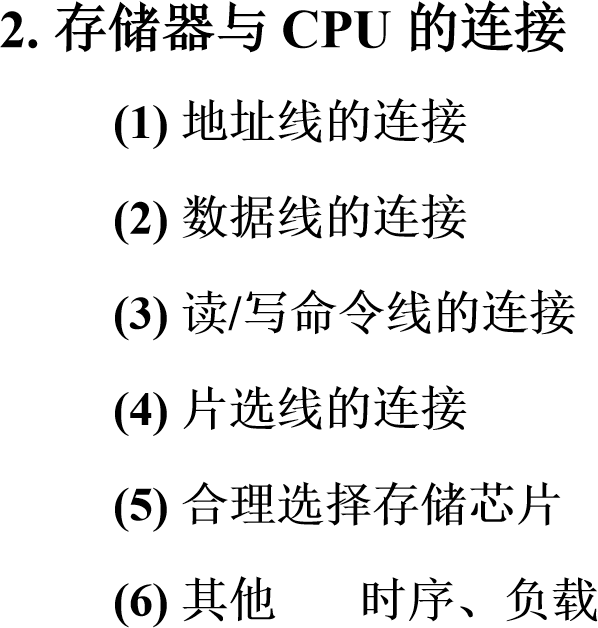 2. 存储器与 CPU 的连接
(1) 地址线的连接
(2) 数据线的连接
(3) 读/写命令线的连接
(4) 片选线的连接
(5) 合理选择存储芯片
(6) 其他 时序、负载